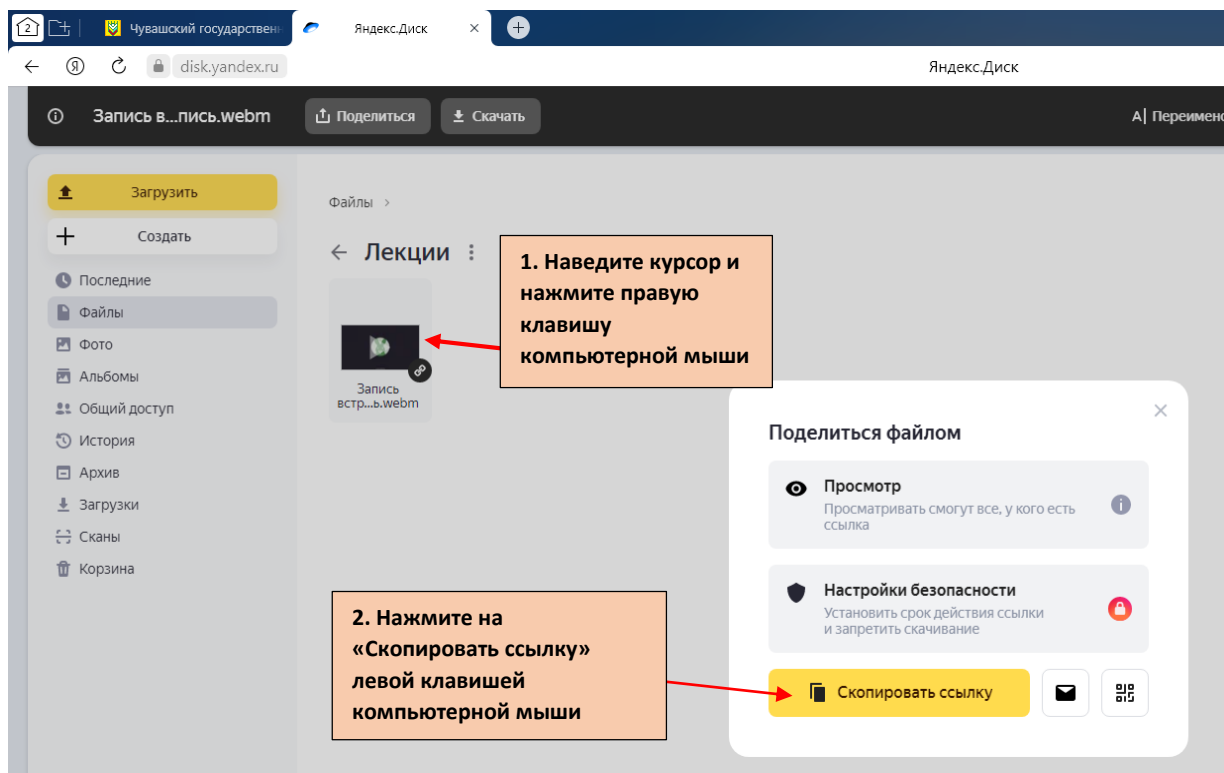 2
Чувашский государствен
Яндекс.Диск
disk.yandex.ru
Яндекс.Диск
Запись в...пись.webm
Поделиться
Скачать
Переимено
Загрузить
Создать
Последние
Файлы
Фото
Альбомы
Общий доступ
История
Архив
Загрузки
Сканы
Корзина
Файлы
Лекции
Запись
встр...ь.webm
1. Наведите курсор и
нажмите правую
клавишу
компьютерной мыши
Поделиться файлом
Просмотр
Просматривать смогут все, у кого есть
ссылка
Настройки безопасности
Установить срок действия ссылки
и запретить скачивание
2. Нажмите на
«Скопировать ссылку»
левой клавишей
компьютерной мыши
Скопировать ссылку